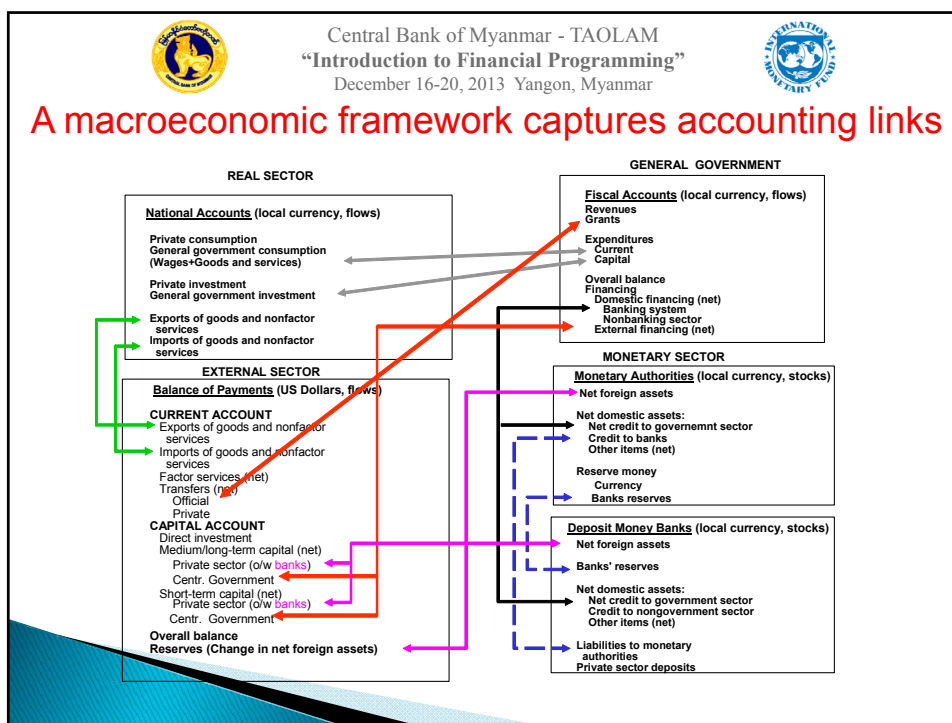 Central Bank of Myanmar - TAOLAM
“Introduction to Financial Programming”
December 16-20, 2013 Yangon, Myanmar
CENTRAL BANK OF MYANMAR
INTERNATIONAL MONETARY FUND
A macroeconomic framework captures accounting links
REAL SECTOR
National Accounts (local currency, flows)
Private consumption
General government consumption
(Wages+Goods and services)
Private investment
General government investment
Exports of goods and nonfactor
services
Imports of goods and nonfactor
services
EXTERNAL SECTOR
Balance of Payments (US Dollars, flows)
CURRENT ACCOUNT
Exports of goods and nonfactor
services
Imports of goods and nonfactor
services
Factor services (net)
Transfers (net)
Official
Private
CAPITAL ACCOUNT
Direct investment
Medium/long-term capital (net)
Private sector (o/w banks)
Centr. Government
Short-term capital (net)
Private sector (o/w banks)
Centr. Government
Overall balance
Reserves (Change in net foreign assets)
GENERAL GOVERNMENT
Fiscal Accounts (local currency, flows)
Revenues
Grants
Expenditures
Current
Capital
Overall balance
Financing
Domestic financing (net)
Banking system
Nonbanking sector
External financing (net)
MONETARY SECTOR
Monetary Authorities (local currency, stocks)
Net foreign assets
Net domestic assets:
Net credit to governemnt sector
Credit to banks
Other items (net)
Reserve money
Currency
Banks reserves
Deposit Money Banks (local currency, stocks)
Net foreign assets
Banks' reserves
Net domestic assets:
Net credit to government sector
Credit to nongovernment sector
Other items (net)
Liabilities to monetary
authorities
Private sector deposits